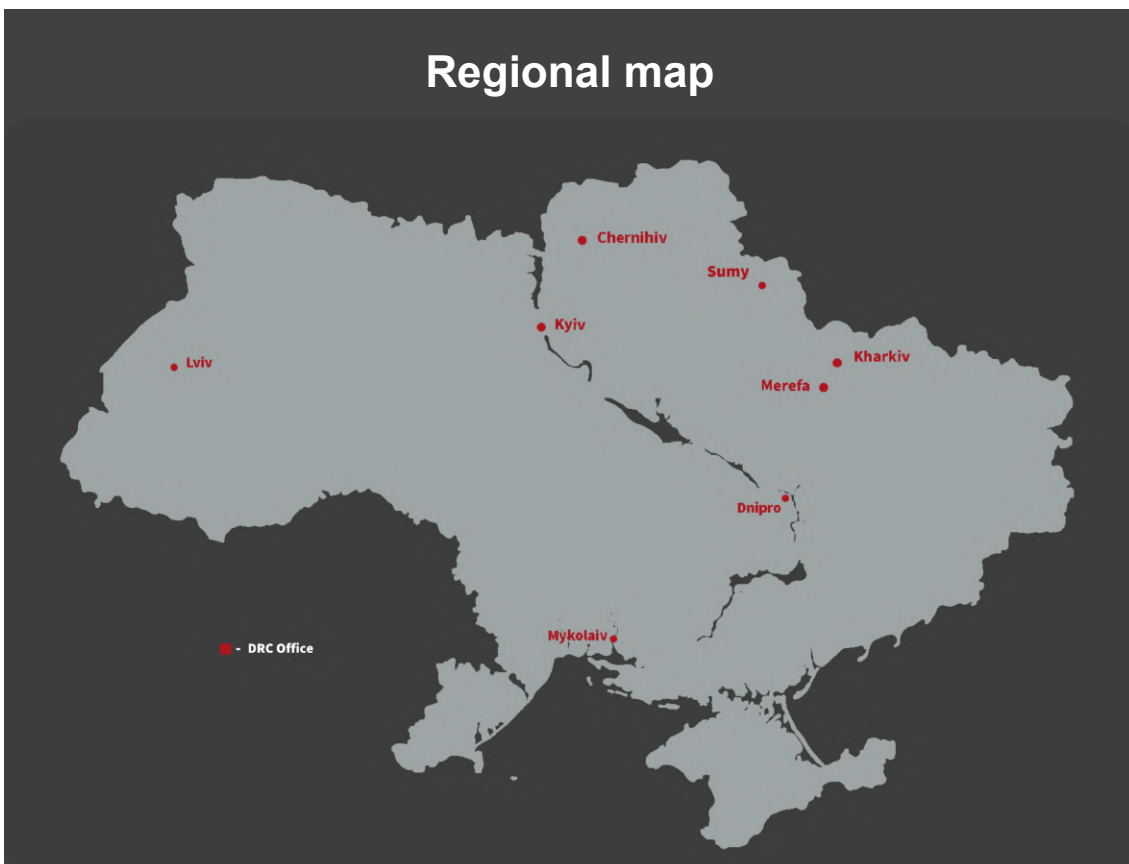 Regional map
Chernihiv
Sumy
Kyiv
Kharkiv
Lviv
Merefa
Dnipro
Mykolaiv
- DRC Office